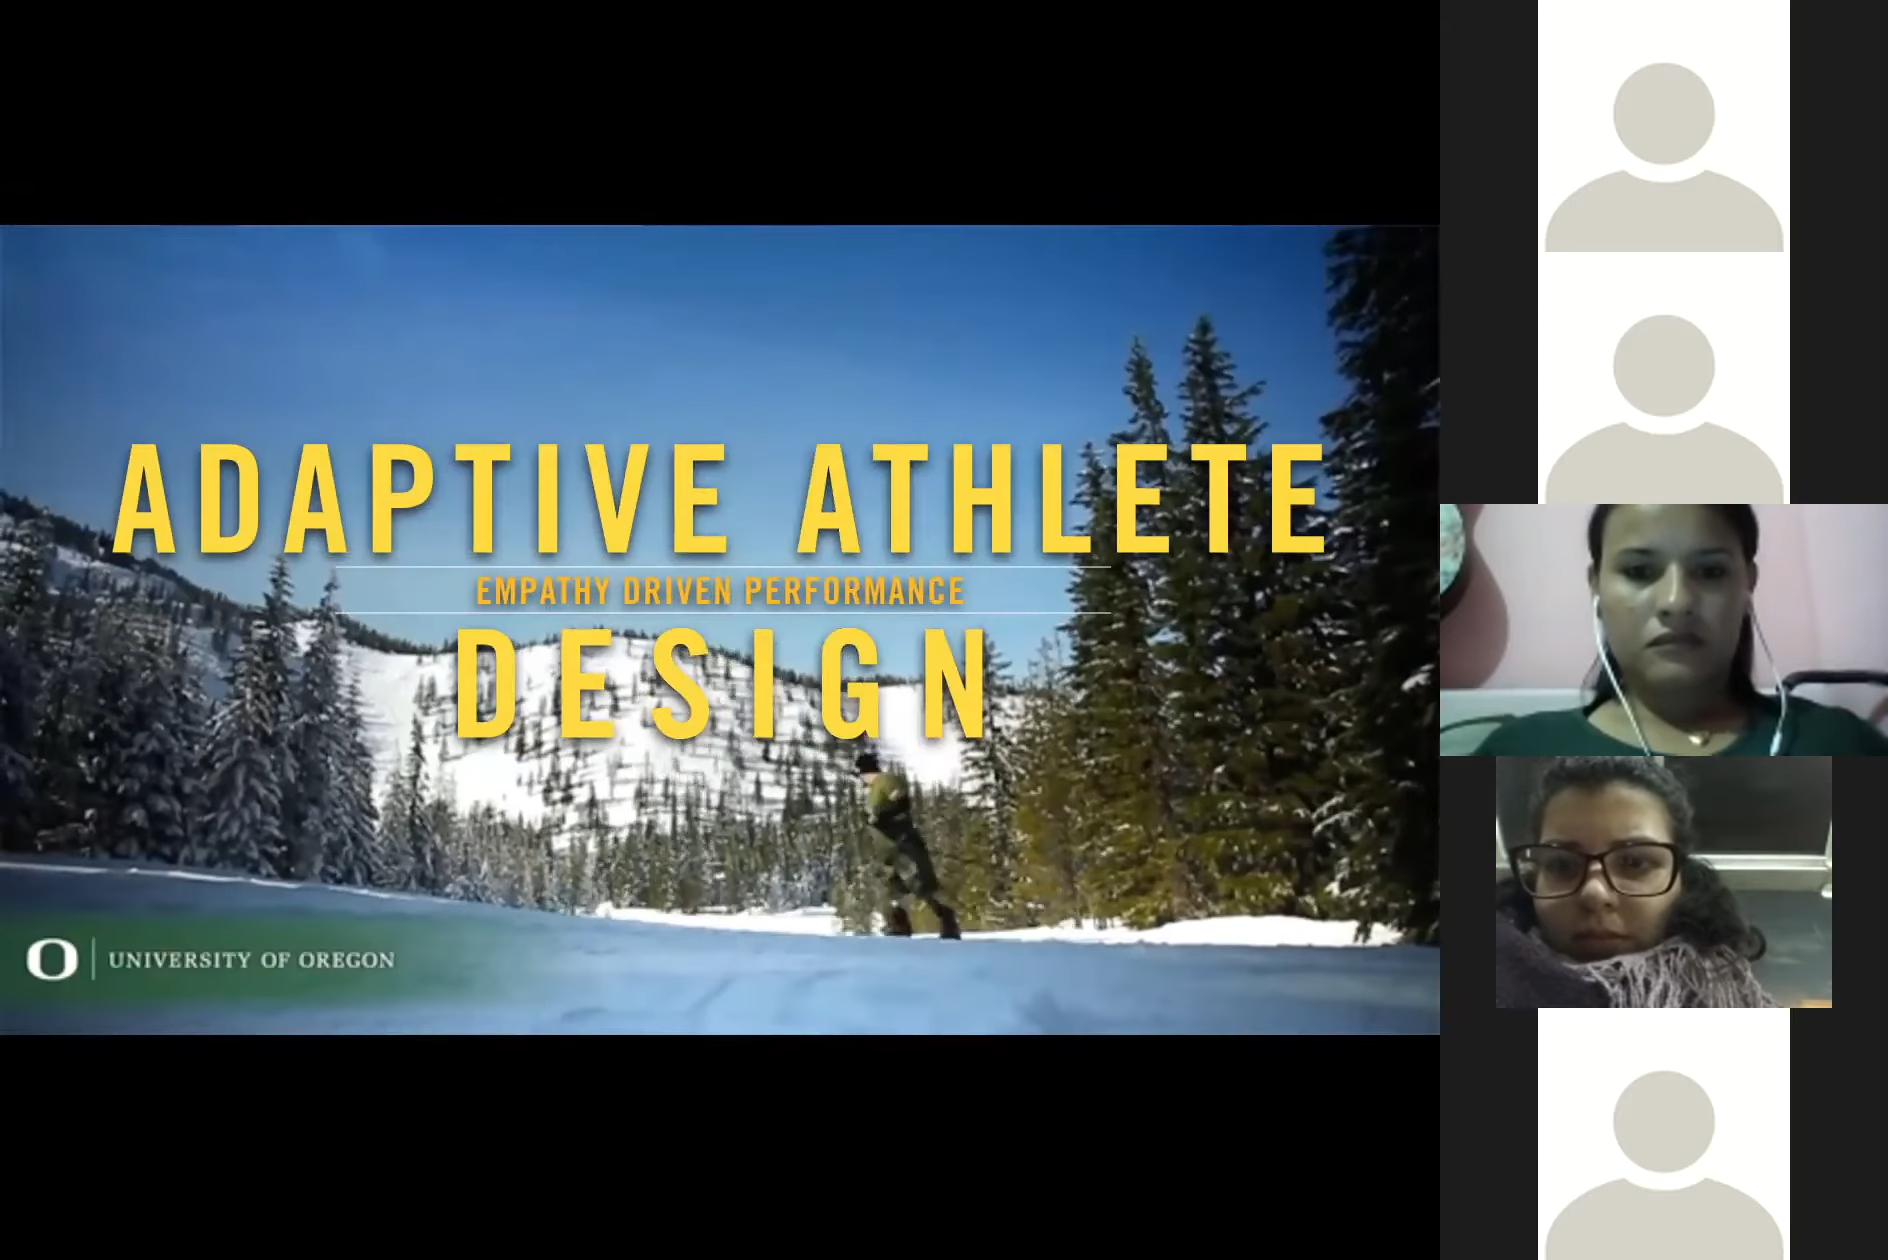 ADAPTIVE ATHLETE
EMPATHY DRIVEN PERFORMANCE
DESIGN
O | UNIVERSITY OF OREGON